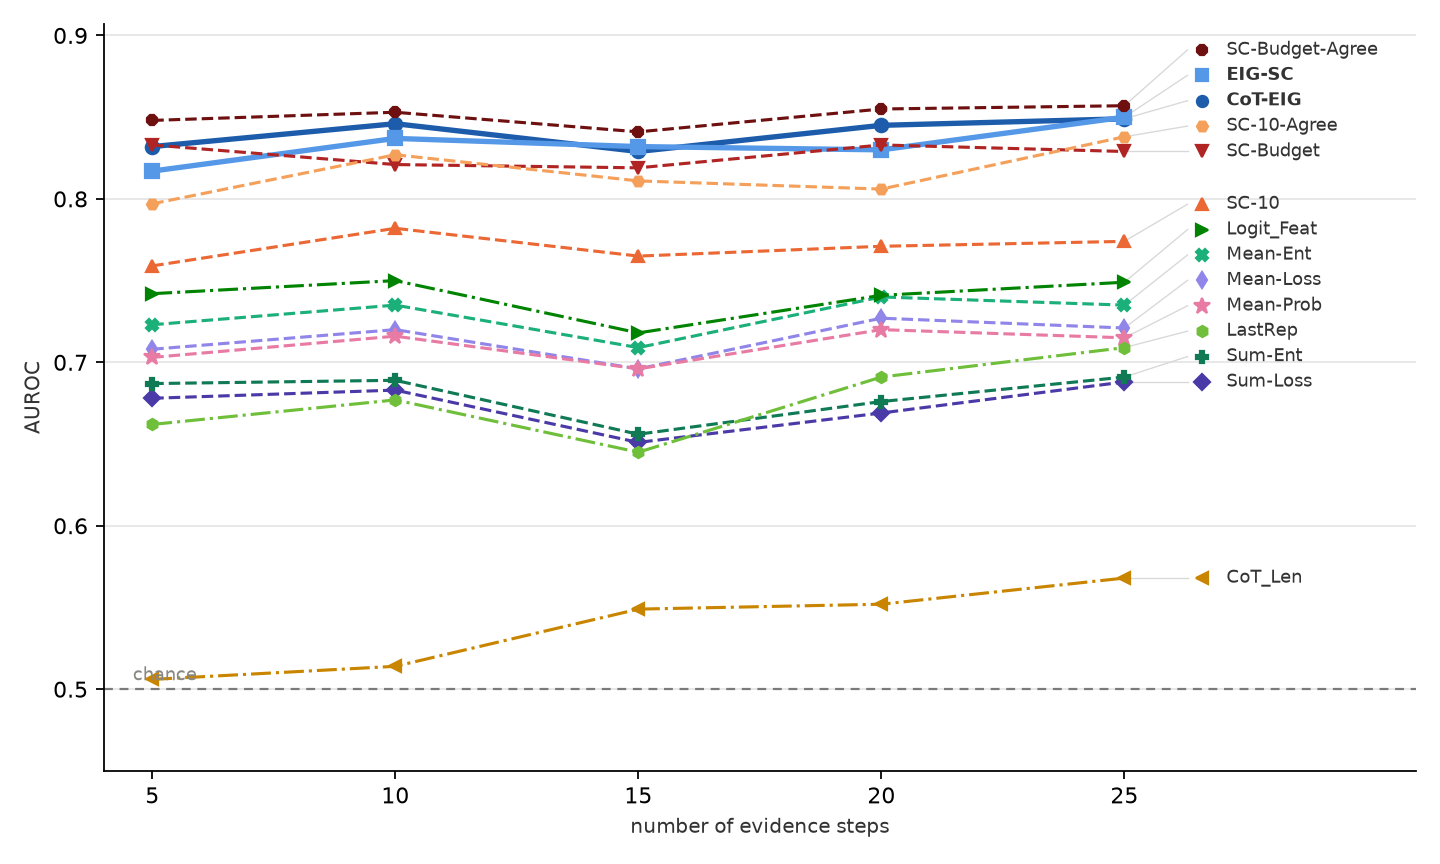 0.9
0.8
0.7
0.6
0.5
AUROC
chance
5 10 15 20 25
number of evidence steps
SC-Budget-Agree
EIG-SC
CoT-EIG
SC-10-Agree
SC-Budget
SC-10
Logit_Feat
Mean-Ent
Mean-Loss
Mean-Prob
LastRep
Sum-Ent
Sum-Loss
CoT_Len